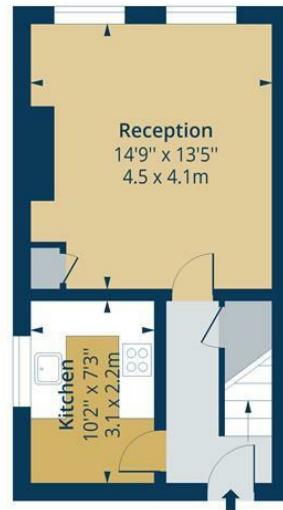 Reception
14'9" x 13'5"
4.5 x 4.1m
Kitchen
10'2" x 7'3"
3.1 x 2.2m